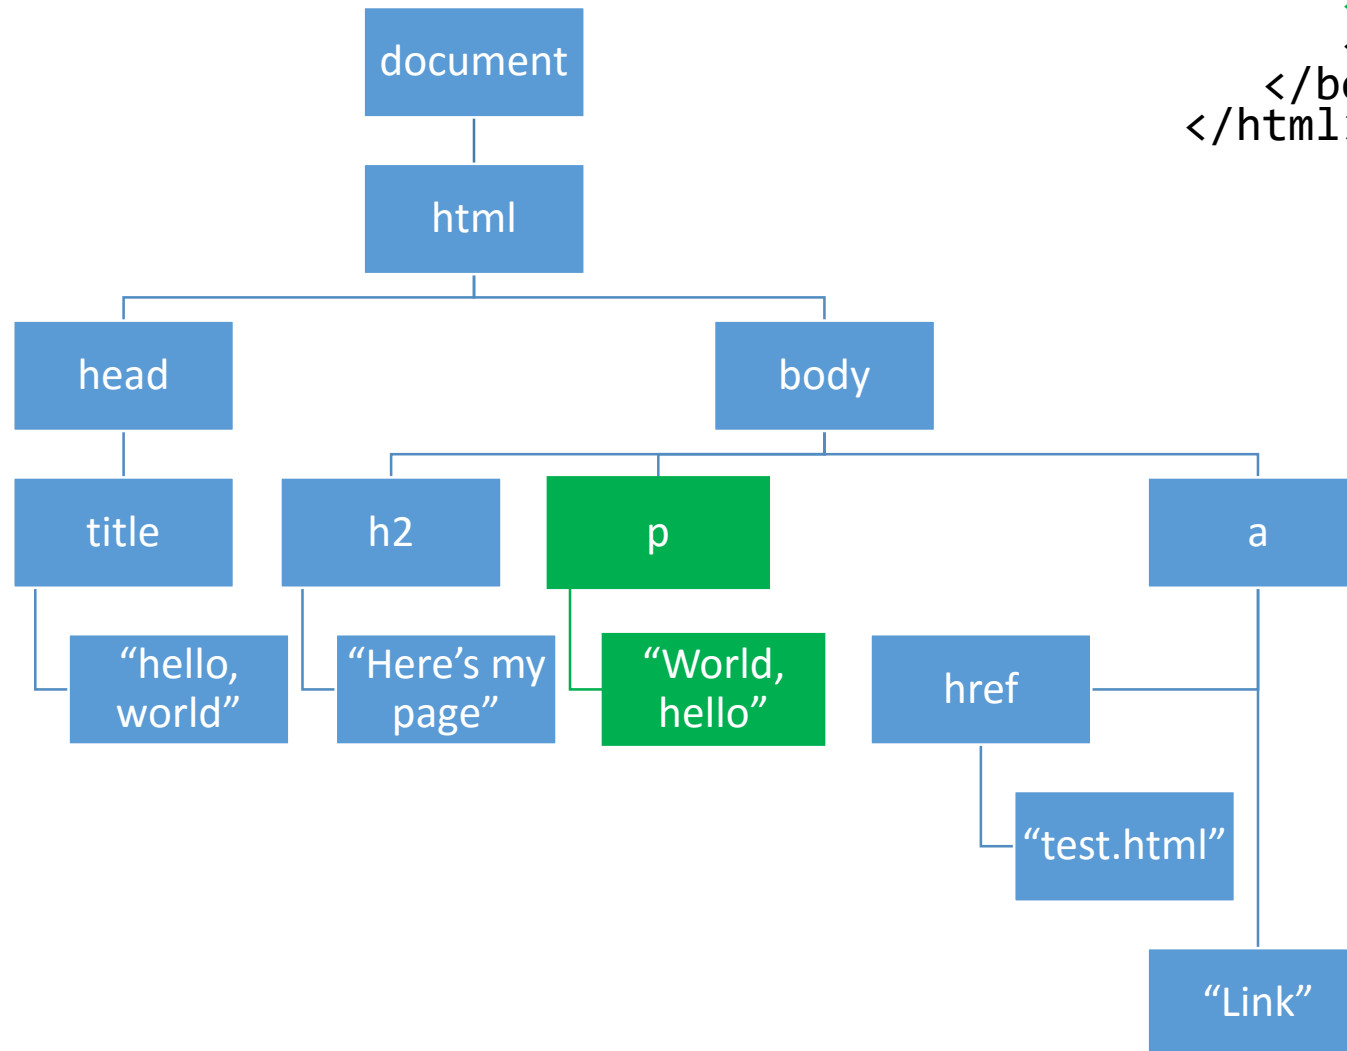 document
</html
html
head
body
title
h2
p
a
“hello,
world”
“Here’s my
page”
“World,
hello”
href
“test.html”
“Link”